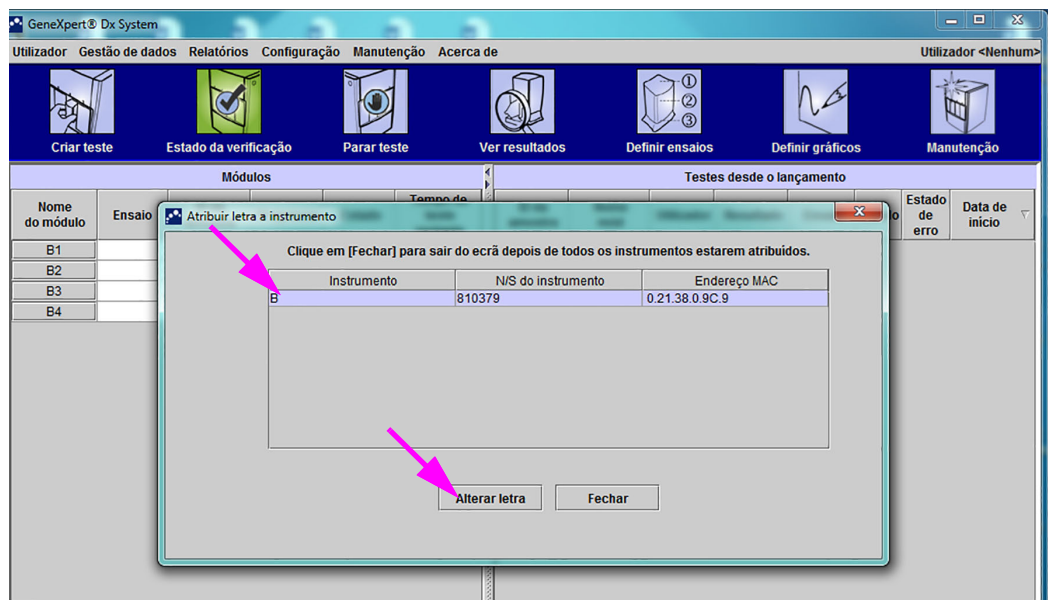 GeneXpert® Dx System
Utilizador Gestão de dados Relatórios Configuração Manutenção Acerca de Utilizador <Nenhum>
Criar teste Estado da verificação Parar teste Ver resultados Definir ensaios Definir gráficos Manutenção
Módulos Testes desde o lançamento
Nome
do módulo
Ensaio
Tempo de
Estado
de
erro
Data de
início
B1
B2
B3
B4
Atribuir letra a instrumento
Clique em [Fechar] para sair do ecrã depois de todos os instrumentos estarem atribuídos.
Instrumento N/S do instrumento Endereço MAC
B 810379 0.21.38.0.9C.9
Alterar letra Fechar